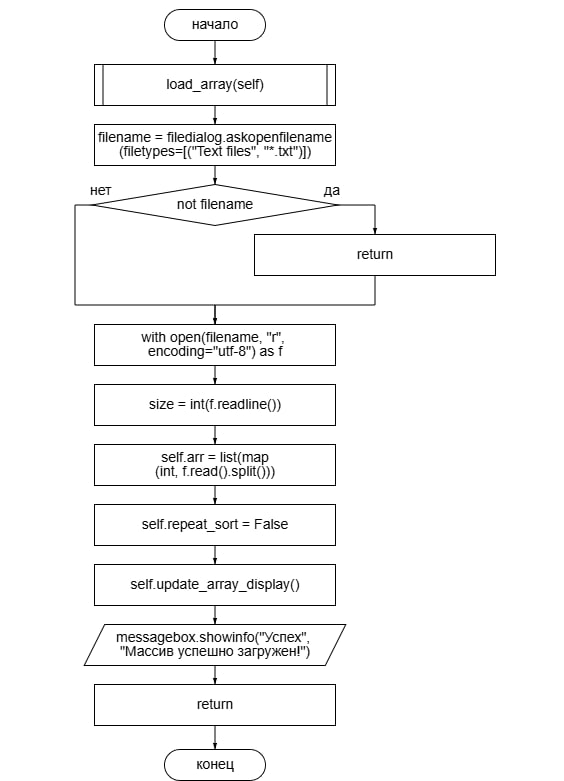 начало
load_array(self)
filename = filedialog.askopenfilename
(filetypes=[("Text files", "*.txt")])
нет
да
not filename
return
with open(filename, "r",
encoding="utf-8") as f
size = int(f.readline())
self.arr = list(map
(int, f.read().split()))
self.repeat_sort = False
self.update_array_display()
messagebox.showinfo("Успех",
"Массив успешно загружен!")
return
конец